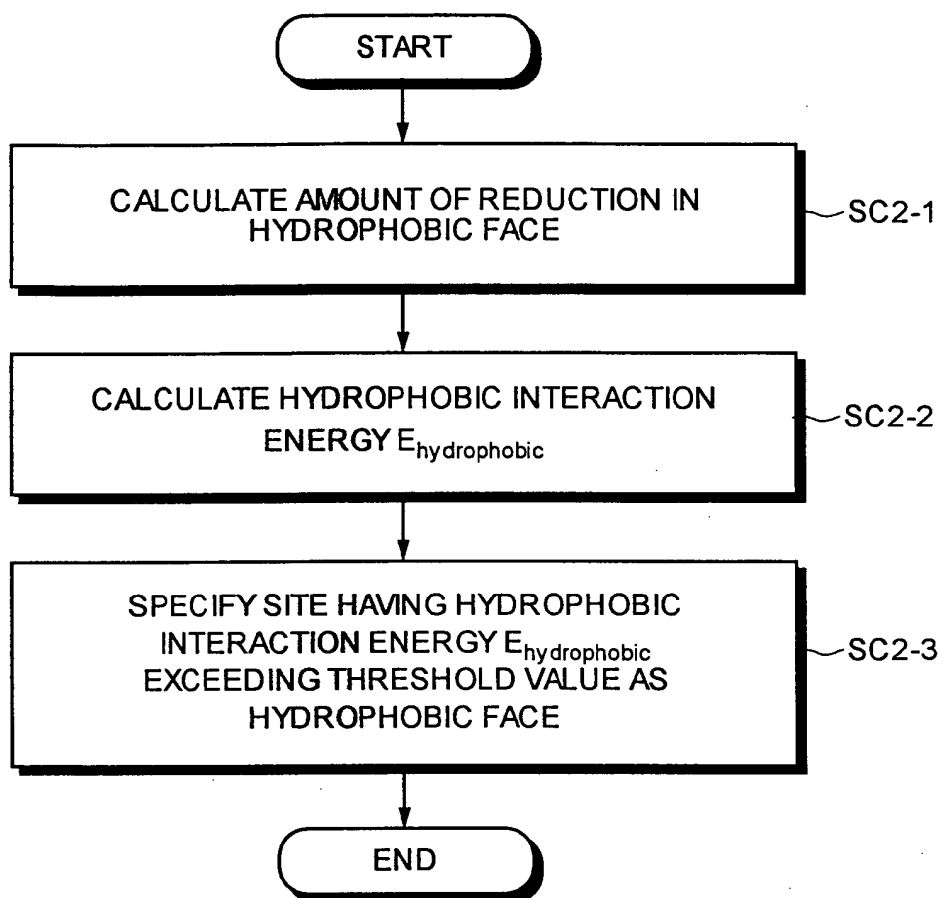 START
CALCULATE AMOUNT OF REDUCTION IN
HYDROPHOBIC FACE
SC2-1
CALCULATE HYDROPHOBIC INTERACTION
ENERGY Ehydrophobic
SC2-2
SPECIFY SITE HAVING HYDROPHOBIC
INTERACTION ENERGY Ehydrophobic
EXCEEDING THRESHOLD VALUE AS
HYDROPHOBIC FACE
SC2-3
END